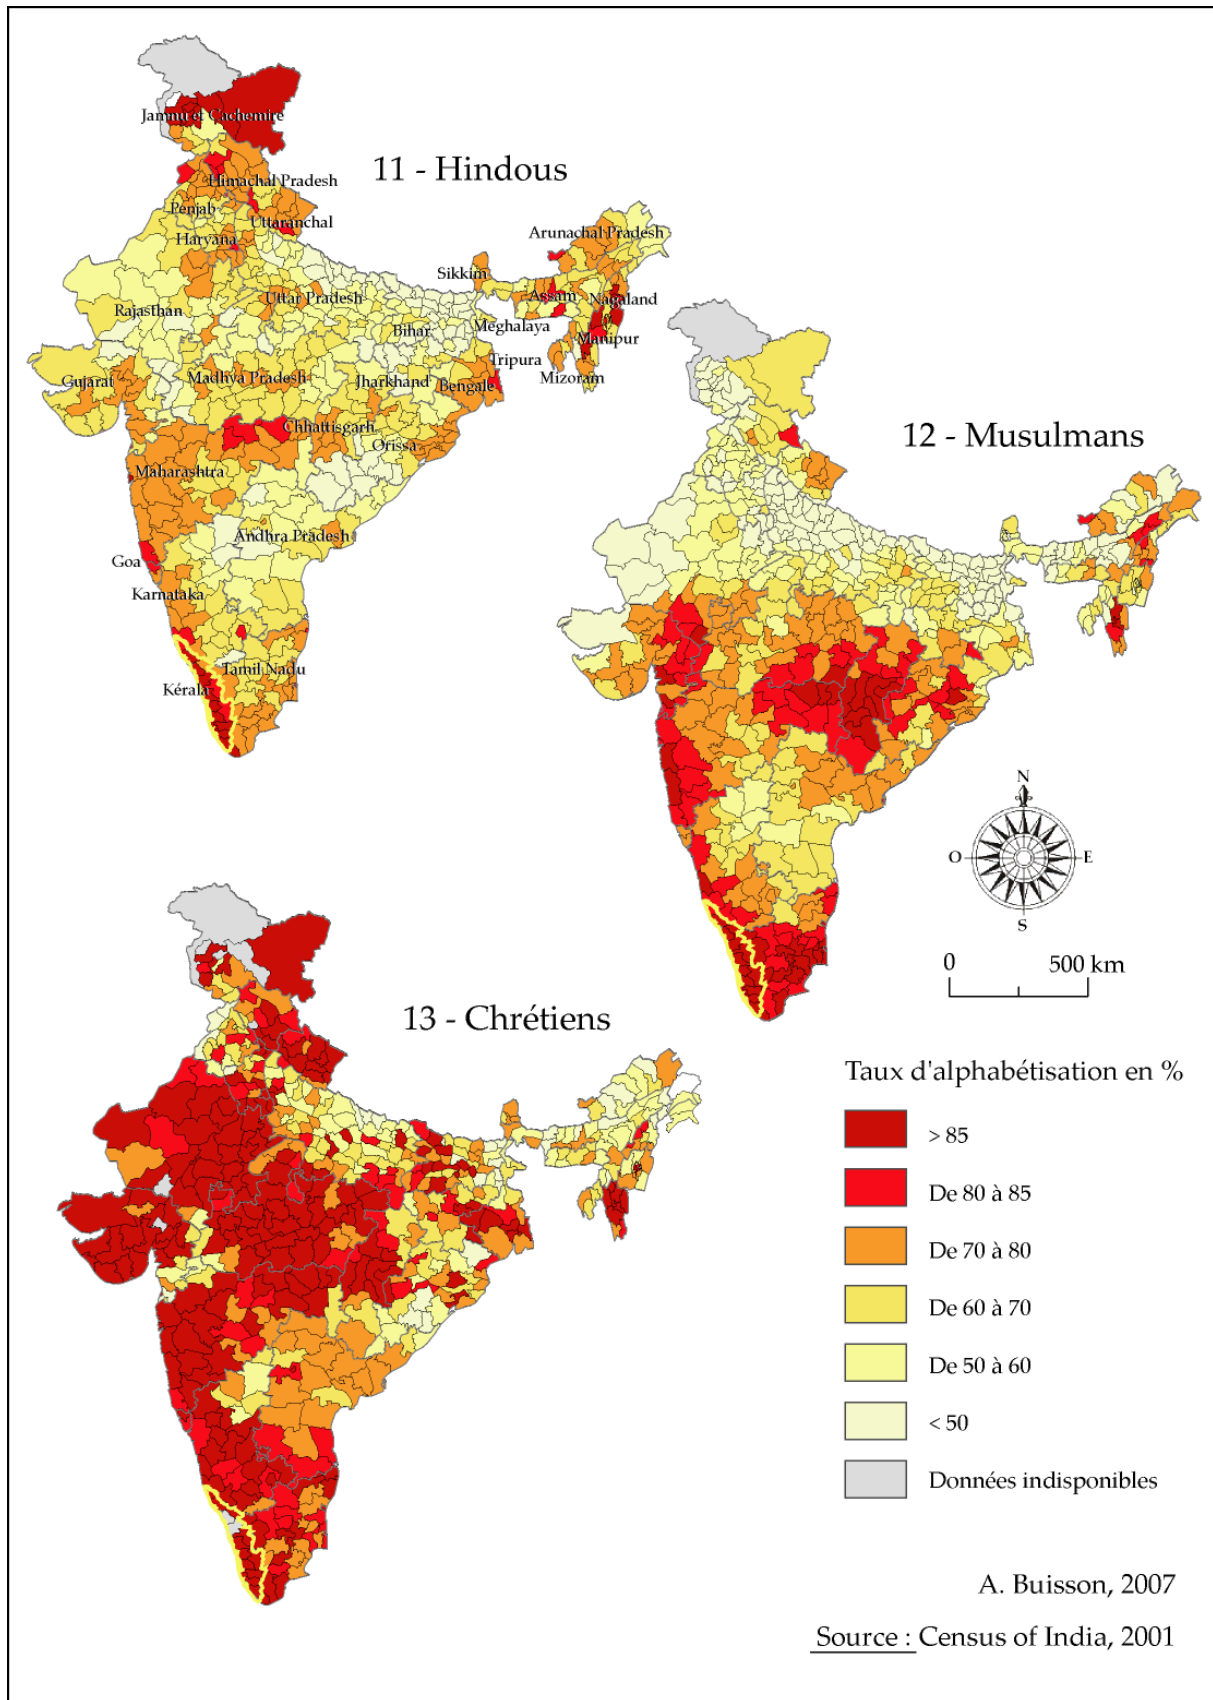 Jammu et Cachemire
11 - Hindous
Himachal Pradesh
Penjab
Uttaranchal
Haryana
Arunachal Pradesh
Sikkim
Uttar Pradesh
Assam
Nagaland
Rajasthan
Bihar
Meghalaya
Manipur
Tripura
Mizoram
Gujarat
Madhya Pradesh
Jharkhand
Bengale
Chhattisgarh
Orissa
Maharashtra
Andhra Pradesh
Goa
Karnataka
Tamil Nadu
Kérala
12 - Musulmans
N
O
E
S
0
500 km
13 - Chrétiens
Taux d'alphabétisation en %
> 85
De 80 à 85
De 70 à 80
De 60 à 70
De 50 à 60
< 50
Données indisponibles
A. Buisson, 2007
Source : Census of India, 2001